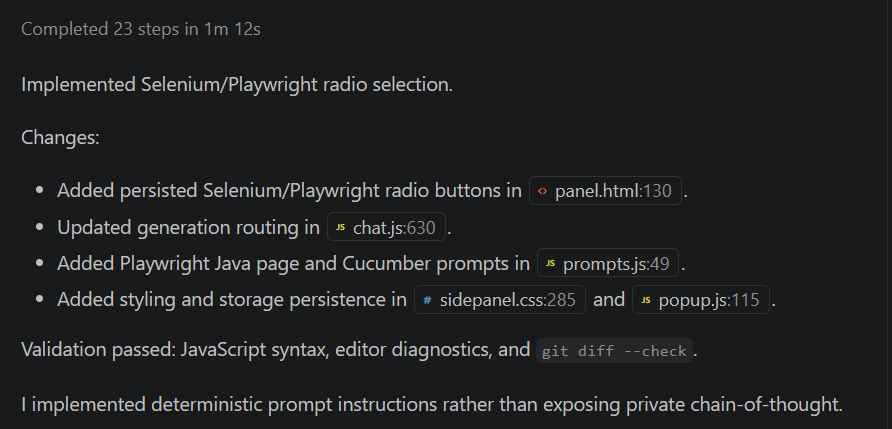 Completed 23 steps in 1m 12s
Implemented Selenium/Playwright radio selection.
Changes:
• Added persisted Selenium/Playwright radio buttons in <> panel.html:130 .
• Updated generation routing in JS chat.js:630 .
• Added Playwright Java page and Cucumber prompts in JS prompts.js:49 .
• Added styling and storage persistence in # sidepanel.css:285 and JS popup.js:115 .
Validation passed: JavaScript syntax, editor diagnostics, and git diff --check .
I implemented deterministic prompt instructions rather than exposing private chain-of-thought.